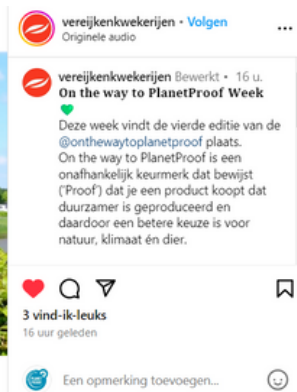 vereijkenkwekerijen • Volgen
Originele audio
vereijkenkwekerijen Bewerkt • 16 u.
On the way to PlanetProof Week
Deze week vindt de vierde editie van de
@onthewaytoplanetproof plaats.
On the way to PlanetProof is een
onafhankelijk keurmerk dat bewijst
('Proof') dat je een product koopt dat
duurzamer is geproduceerd en
daardoor een betere keuze is voor
natuur, klimaat én dier.
3 vind-ik-leuks
16 uur geleden
Een opmerking toevoegen...